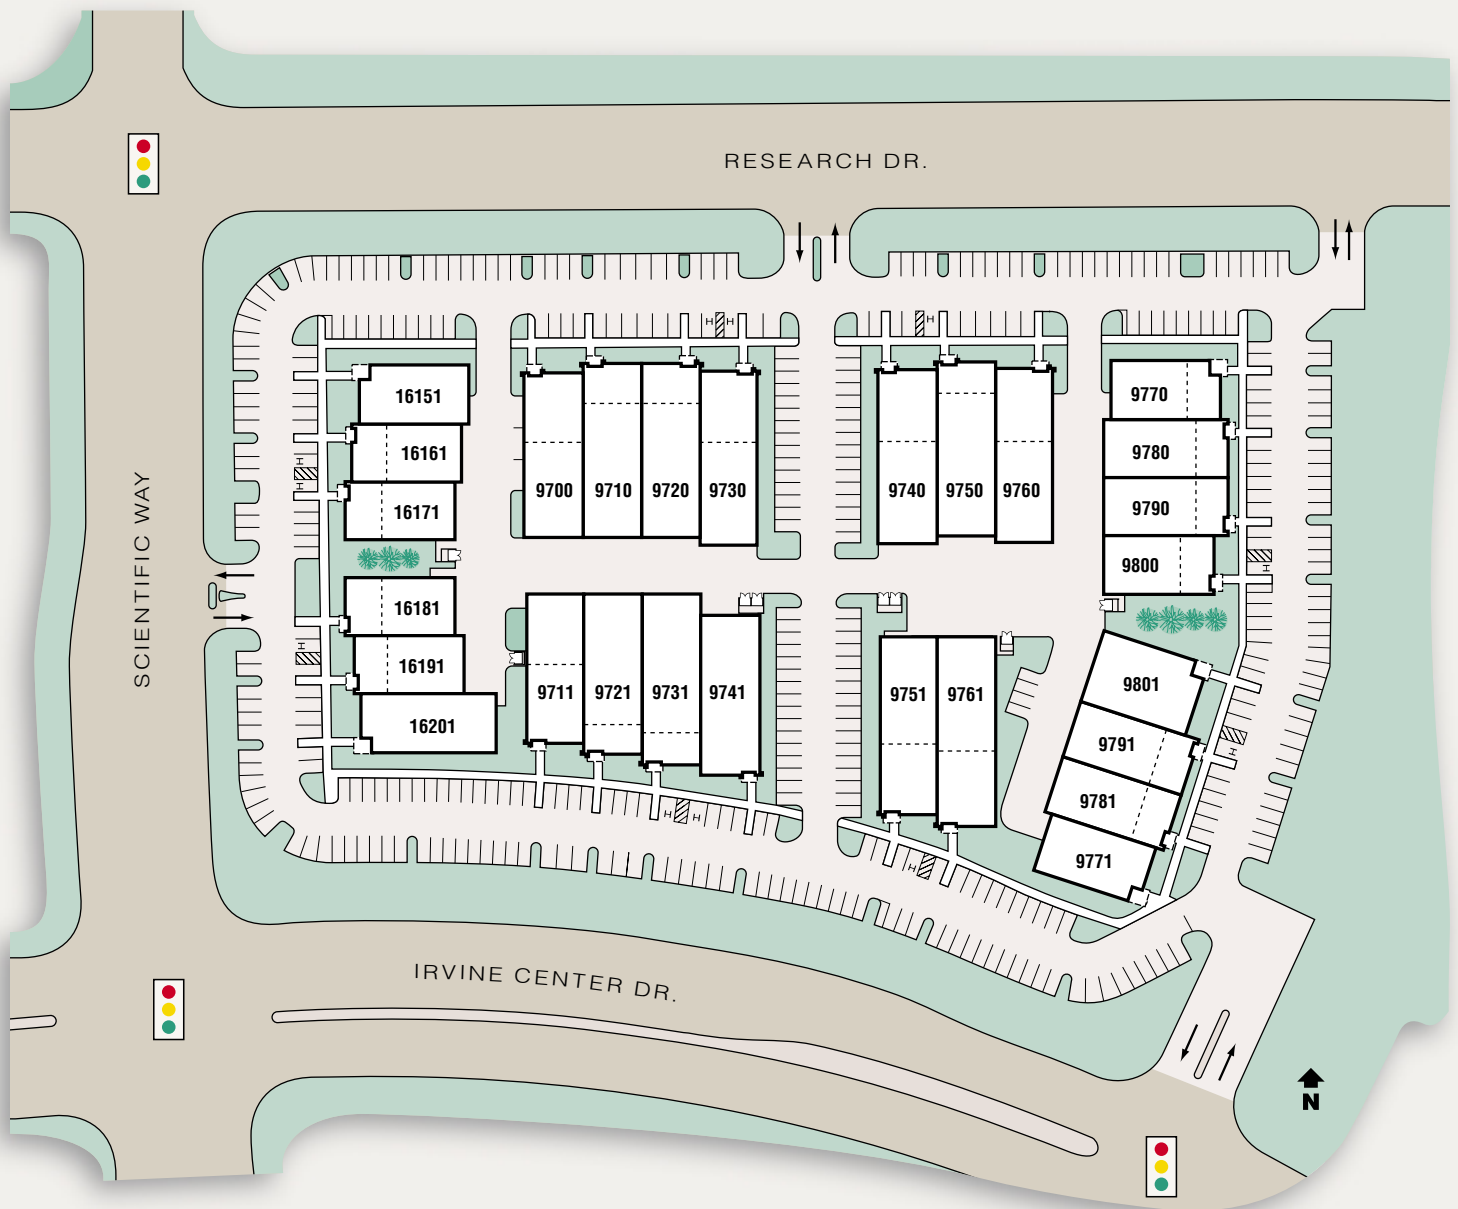 RESEARCH DR.
H H
H
16151
9770
16161
9780
H
H
9700 9710 9720 9730
9740 9750 9760
16171
9790
SCIENTIFIC WAY
9800
H
16181
H
16191
9711 9721 9731 9741
9751 9761
9801
16201
9791
H
9781
H H
9771
H
IRVINE CENTER DR.
N